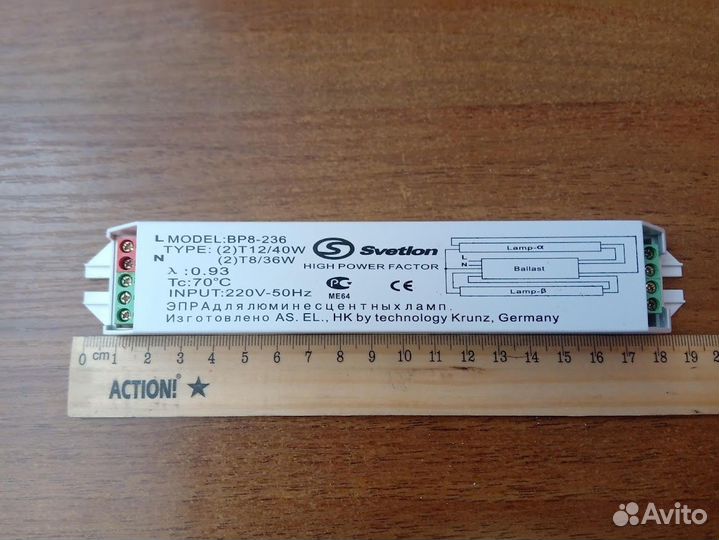 L MODEL:BP8-236
TYPE: (2)T12/40W
N (2)T8/36W
λ :0.93
Tc:70°C
INPUT:220V-50Hz
S Svetlon
HIGH POWER FACTOR
РС
ME64
CE
Lamp-α
Ballast
L
N
Lamp-β
ЭПРАдлялюминесцентныхламп.
Изготовлено AS. EL., HK by technology Krunz, Germany
0 cm 1 2 3 4 5 6 7 8 9 10 11 12 13 14 15 16 17 18 19
ACTION! ★
Avito